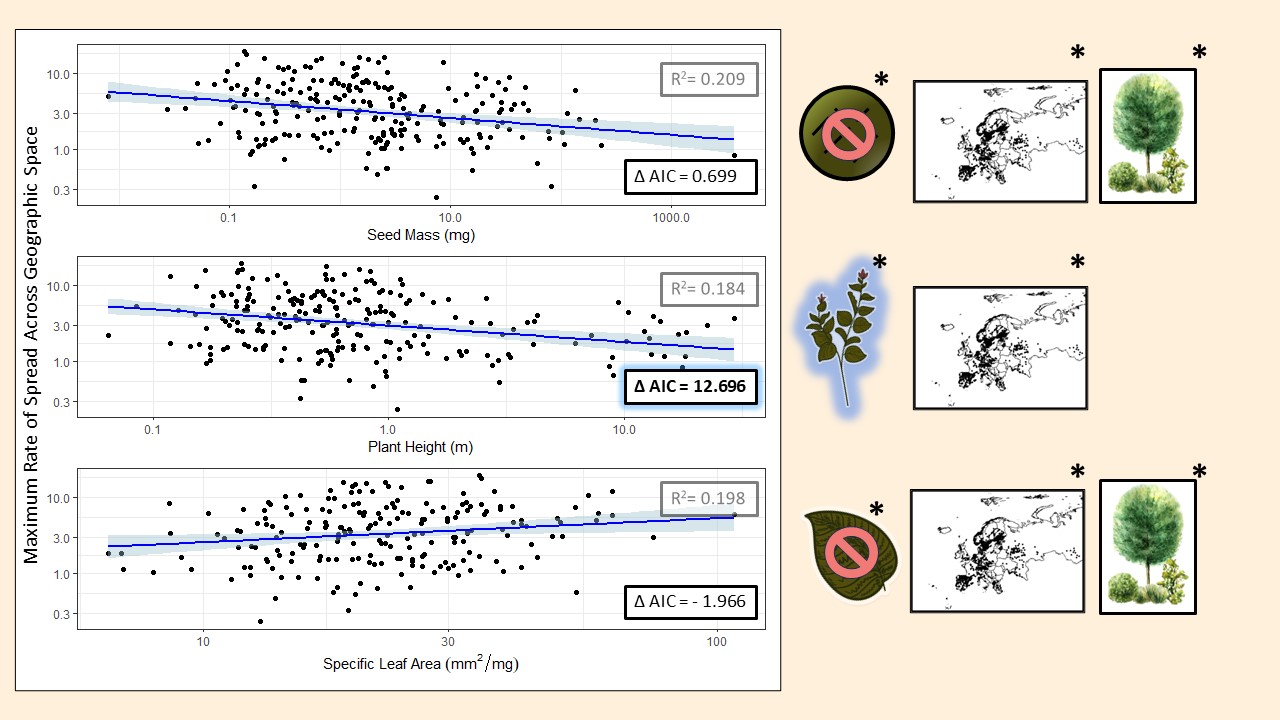 Maximum Rate of Spread Across Geographic Space
10.0
3.0
1.0
0.3
R²= 0.209
Δ AIC = 0.699
0.1
10.0
1000.0
Seed Mass (mg)
10.0
3.0
1.0
0.3
R²= 0.184
Δ AIC = 12.696
0.1
1.0
10.0
Plant Height (m)
10.0
3.0
1.0
0.3
R²= 0.198
Δ AIC = - 1.966
10
30
100
Specific Leaf Area (mm²/mg)
*
*
*
*
*
*
*
*